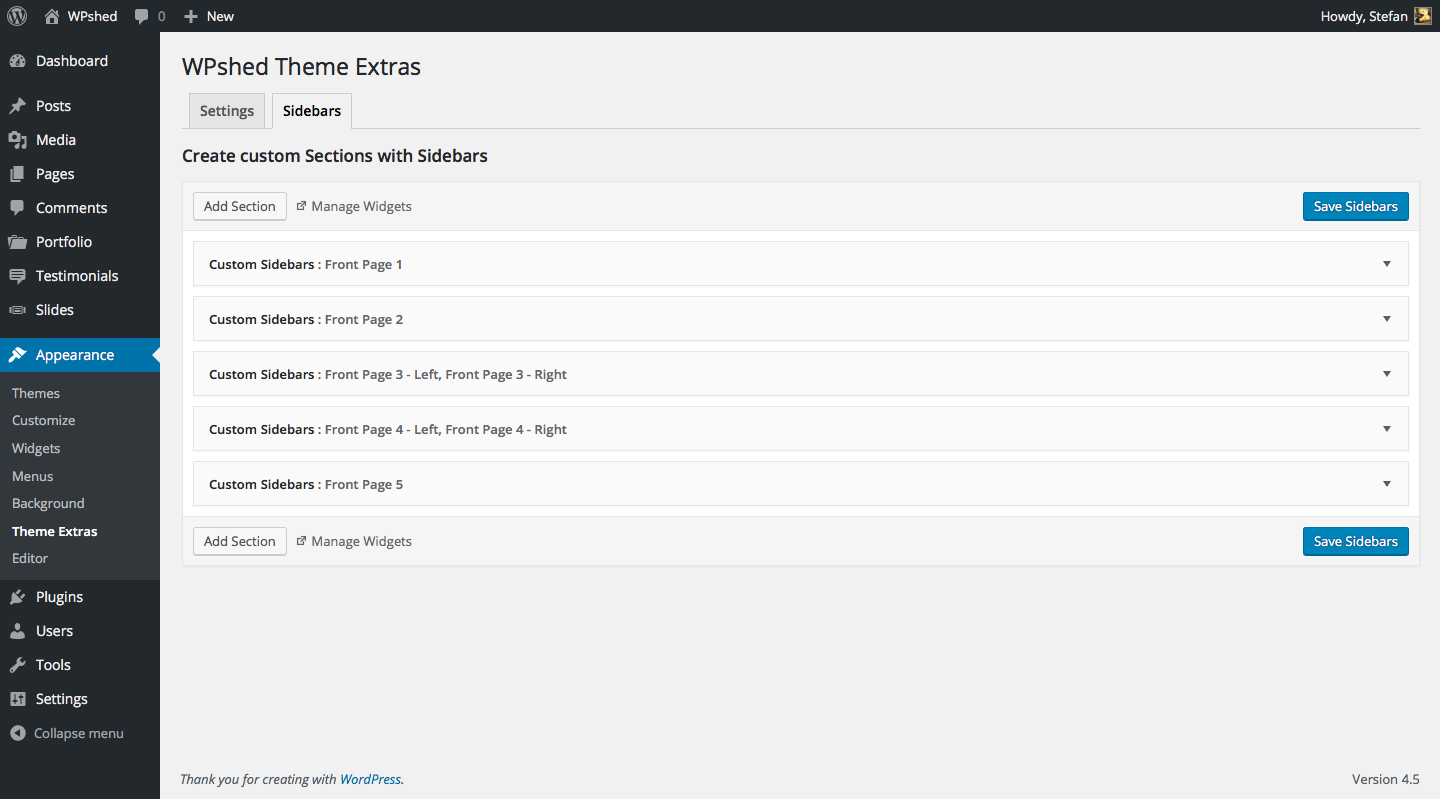 WPshed 0 New Howdy, Stefan
Dashboard
Posts
Media
Pages
Comments
Portfolio
Testimonials
Slides
Appearance
Themes
Customize
Widgets
Menus
Background
Theme Extras
Editor
Plugins
Users
Tools
Settings
Collapse menu
WPshed Theme Extras
Settings Sidebars
Create custom Sections with Sidebars
Add Section Manage Widgets Save Sidebars
Custom Sidebars : Front Page 1
Custom Sidebars : Front Page 2
Custom Sidebars : Front Page 3 - Left, Front Page 3 - Right
Custom Sidebars : Front Page 4 - Left, Front Page 4 - Right
Custom Sidebars : Front Page 5
Add Section Manage Widgets Save Sidebars
Thank you for creating with WordPress. Version 4.5